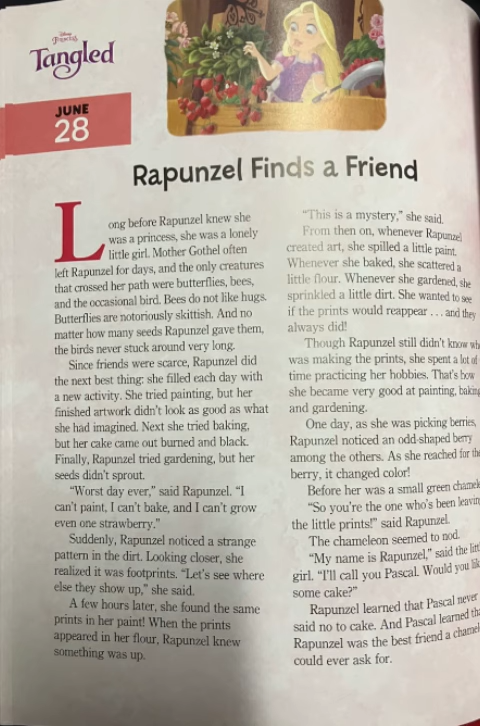 Disney
Princess
Tangled
JUNE
28
Rapunzel Finds a Friend
Long before Rapunzel knew she
was a princess, she was a lonely
little girl. Mother Gothel often
left Rapunzel for days, and the only creatures
that crossed her path were butterflies, bees,
and the occasional bird. Bees do not like hugs.
Butterflies are notoriously skittish. And no
matter how many seeds Rapunzel gave them,
the birds never stuck around very long.
Since friends were scarce, Rapunzel did
the next best thing: she filled each day with
a new activity. She tried painting, but her
finished artwork didn't look as good as what
she had imagined. Next she tried baking,
but her cake came out burned and black.
Finally, Rapunzel tried gardening, but her
seeds didn't sprout.
"Worst day ever," said Rapunzel. "I
can't paint, I can't bake, and I can't grow
even one strawberry."
Suddenly, Rapunzel noticed a strange
pattern in the dirt. Looking closer, she
realized it was footprints. "Let's see where
else they show up," she said.
A few hours later, she found the same
prints in her paint! When the prints
appeared in her flour, Rapunzel knew
something was up.
"This is a mystery," she said.
From then on, whenever Rapunzel
created art, she spilled a little paint.
Whenever she baked, she scattered a
little flour. Whenever she gardened, she
sprinkled a little dirt. She wanted to see
if the prints would reappear . . . and they
always did!
Though Rapunzel still didn't know
was making the prints, she spent a lot of
time practicing her hobbies. That's how
she became very good at painting, baking
and gardening.
One day, as she was picking berries,
Rapunzel noticed an odd-shaped berry
among the others. As she reached for the
berry, it changed color!
Before her was a small green
"So you're the one who's been
the little prints!" said Rapunzel.
The chameleon seemed to nod.
"My name is Rapunzel," said the
girl. "I'll call you Pascal. Would you
some cake?"
Rapunzel learned that Pascal never
said no to cake. And Pascal learned
Rapunzel was the best friend a
could ever ask for.